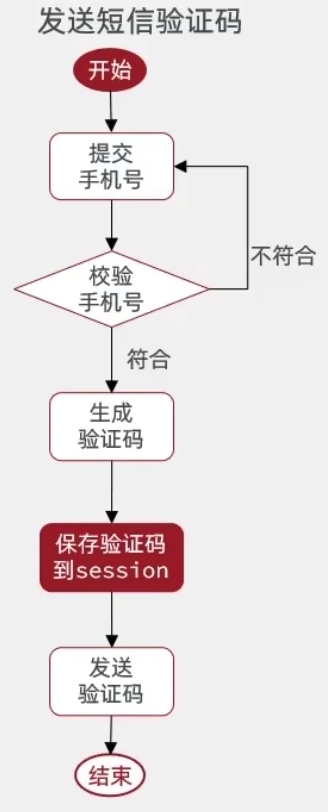 发送短信验证码
开始
提交
手机号
校验
手机号
不符合
符合
生成
验证码
保存验证码
到session
发送
验证码
结束